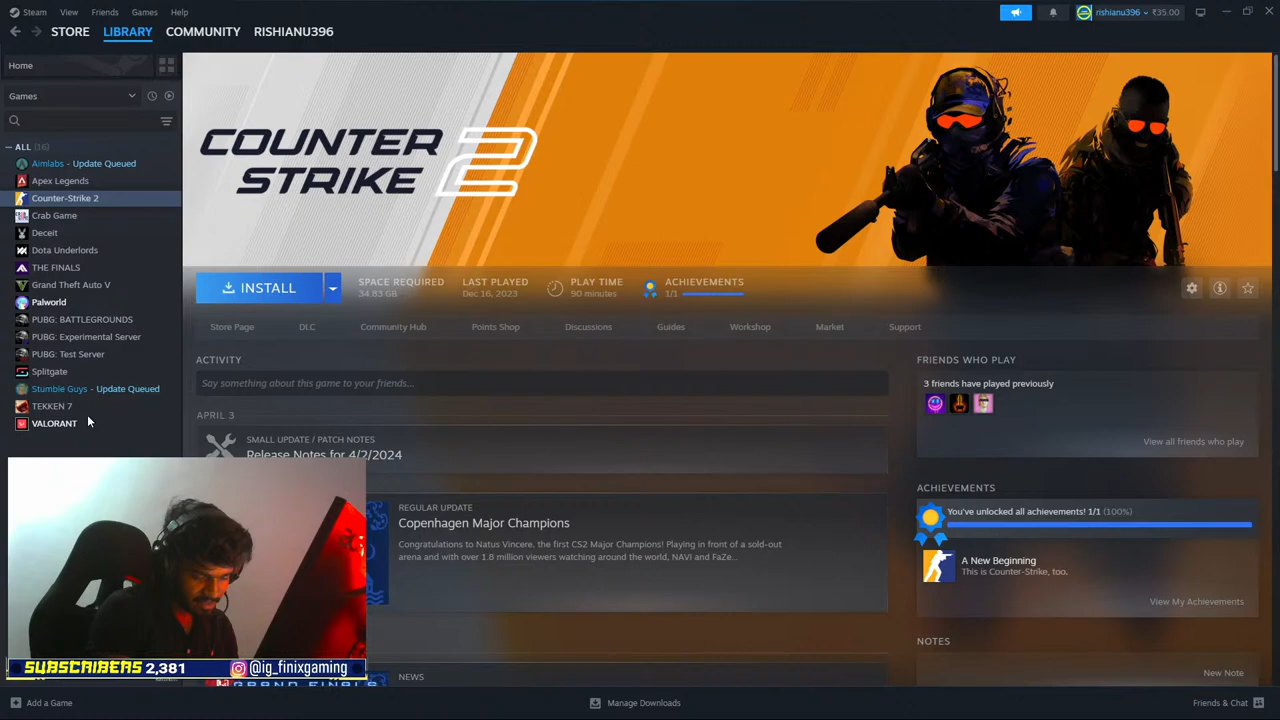 Steam View Friends Games Help
rishianu396 ₹35.00
STORE LIBRARY COMMUNITY RISHIANU396
Home
Games
ALL (16)
Aimlabs - Update Queued
Apex Legends
Counter-Strike 2
Crab Game
Deceit
Dota Underlords
THE FINALS
Grand Theft Auto V
Palworld
PUBG: BATTLEGROUNDS
PUBG: Experimental Server
PUBG: Test Server
Splitgate
Stumble Guys - Update Queued
TEKKEN 7
VALORANT
COUNTER
STRIKE 2
INSTALL
SPACE REQUIRED
34.83 GB
LAST PLAYED
Dec 16, 2023
PLAY TIME
90 minutes
ACHIEVEMENTS
1/1
Store Page DLC Community Hub Points Shop Discussions Guides Workshop Market Support
ACTIVITY
Say something about this game to your friends...
APRIL 3
SMALL UPDATE / PATCH NOTES
Release Notes for 4/2/2024
REGULAR UPDATE
Copenhagen Major Champions
Congratulations to Natus Vincere, the first CS2 Major Champions! Playing in front of a sold-out
arena and with over 1.8 million viewers watching around the world, NAVI and FaZe...
NEWS
FRIENDS WHO PLAY
3 friends have played previously
View all friends who play
ACHIEVEMENTS
You've unlocked all achievements! 1/1 (100%)
A New Beginning
This is Counter-Strike, too.
View My Achievements
NOTES
New Note
SUBSCRIBERS 2,381 @ig_finixgaming
GRAND FINALS
Add a Game
Manage Downloads
Friends & Chat